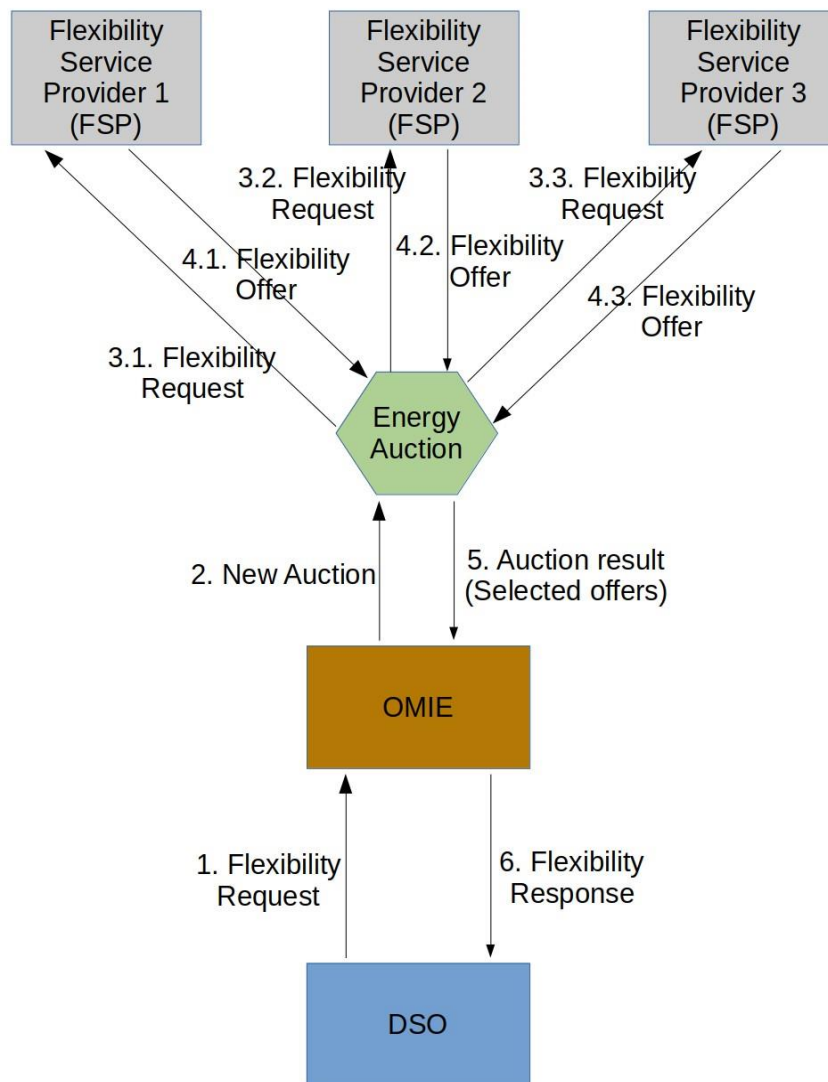 Flexibility
Service
Provider 1
(FSP)
Flexibility
Service
Provider 2
(FSP)
Flexibility
Service
Provider 3
(FSP)
3.2. Flexibility
Request
3.3. Flexibility
Request
4.1. Flexibility
Offer
4.2. Flexibility
Offer
4.3. Flexibility
Offer
3.1. Flexibility
Request
Energy
Auction
2. New Auction
5. Auction result
(Selected offers)
OMIE
1. Flexibility
Request
6. Flexibility
Response
DSO